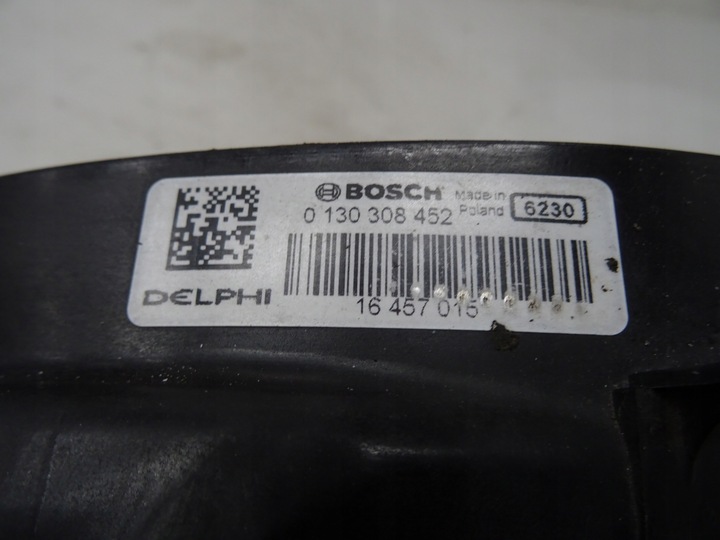 BOSCH Made in
0 130 308 452 Poland 6230
DELPHI
16 457 015